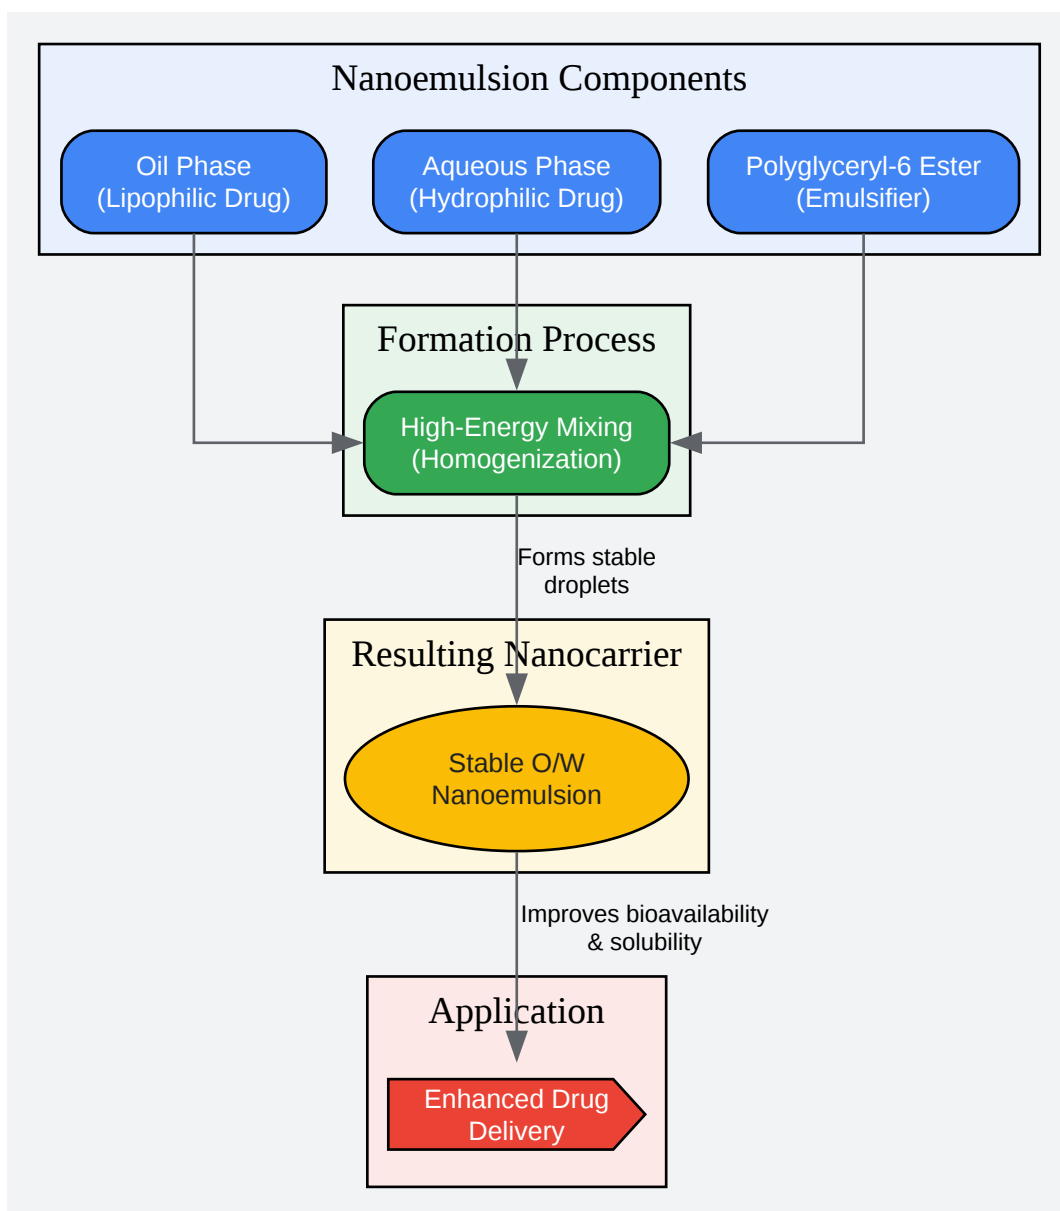 Nanoemulsion Components
Oil Phase
(Lipophilic Drug)
Aqueous Phase
(Hydrophilic Drug)
Polyglyceryl-6 Ester
(Emulsifier)
Formation Process
High-Energy Mixing
(Homogenization)
Forms stable
droplets
Resulting Nanocarrier
Stable O/W
Nanoemulsion
Improves bioavailability
& solubility
Application
Enhanced Drug
Delivery